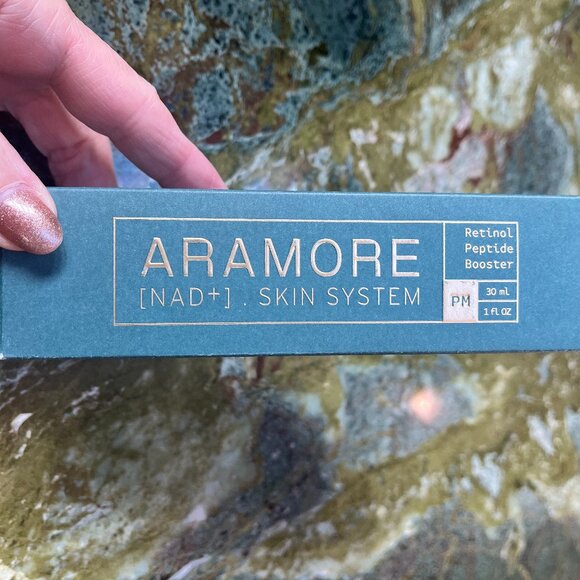 ARAMORE
[NAD+] . SKIN SYSTEM
Retinol
Peptide
Booster
PM
30 ml
1 fl OZ